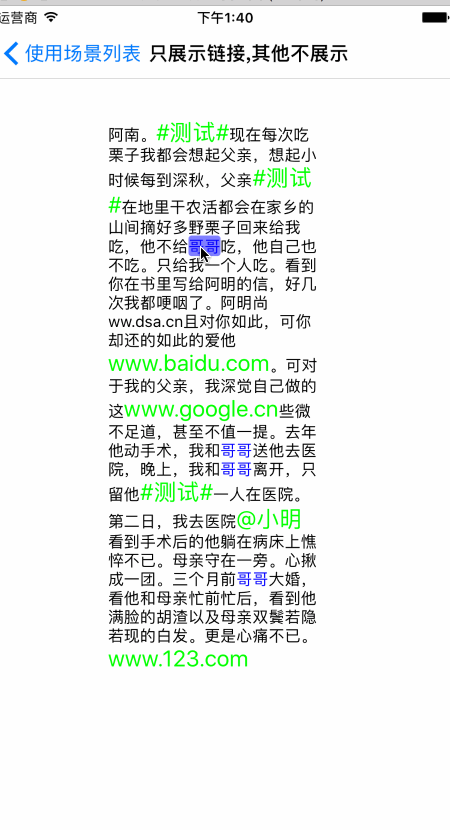 运营商 下午1:40
使用场景列表 只展示链接,其他不展示
阿南。#测试#现在每次吃
栗子我都会想起父亲，想起小
时候每到深秋，父亲#测试
#在地里干农活都会在家乡的
山间摘好多野栗子回来给我
吃，他不给哥哥吃，他自己也
不吃。只给我一个人吃。看到
你在书里写给阿明的信，好几
次我都哽咽了。阿明尚
ww.dsa.cn且对你如此，可你
却还的如此的爱他
www.baidu.com。可对
于我的父亲，我深觉自己做的
这www.google.cn些微
不足道，甚至不值一提。去年
他动手术，我和哥哥送他去医
院，晚上，我和哥哥离开，只
留他#测试#一人在医院。
第二日，我去医院@小明
看到手术后的他躺在病床上憔
悴不已。母亲守在一旁。心揪
成一团。三个月前哥哥大婚，
看他和母亲忙前忙后，看到他
满脸的胡渣以及母亲双鬓若隐
若现的白发。更是心痛不已。
www.123.com